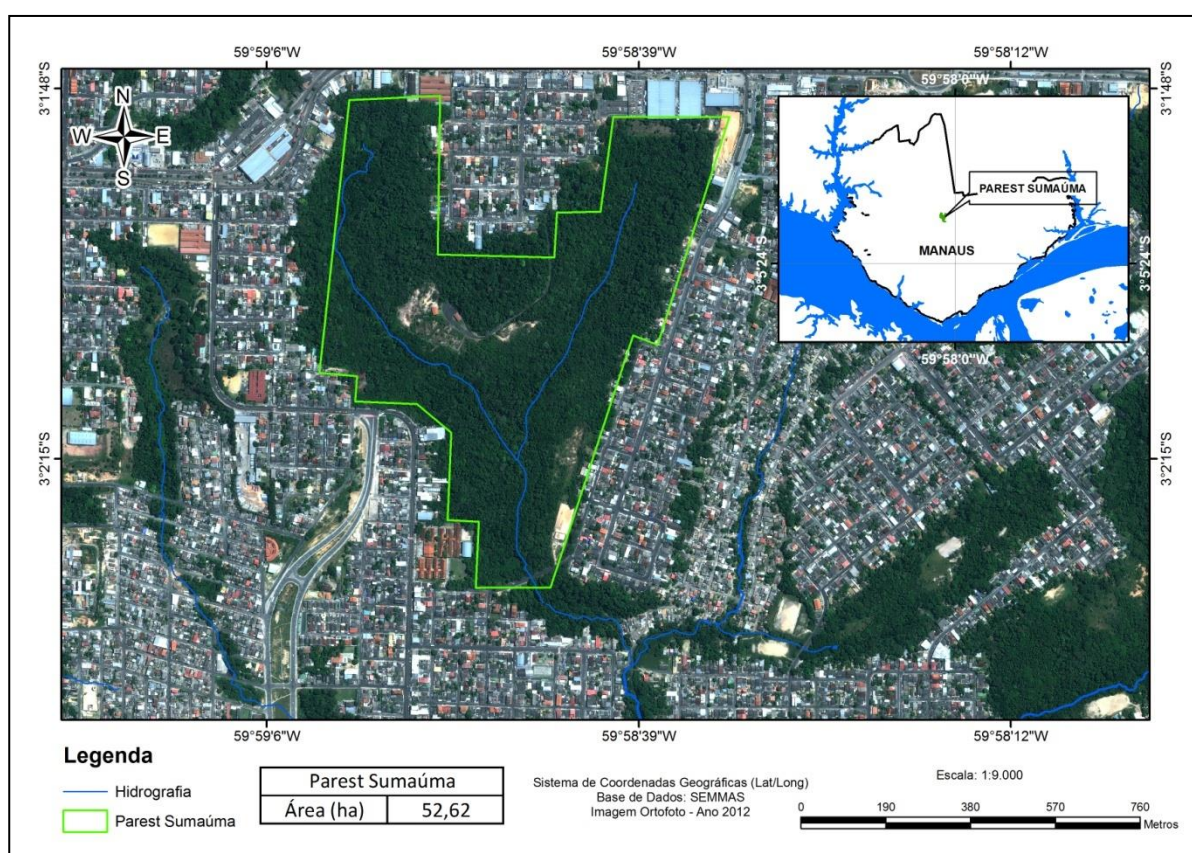 59°59'6"W
59°58'39"W
59°58'12"W
3°1'48"S
3°1'48"S
N
W
E
S
59°58'0"W
PAREST SUMAÚMA
MANAUS
3°5'24"S
3°5'24"S
59°58'0"W
3°2'15"S
3°2'15"S
59°59'6"W
59°58'39"W
59°58'12"W
Legenda
Hidrografia
Parest Sumaúma
Parest Sumaúma
Área (ha) 52,62
Sistema de Coordenadas Geográficas (Lat/Long)
Base de Dados: SEMMAS
Imagem Ortofoto - Ano 2012
Escala: 1:9.000
0 190 380 570 760
Metros